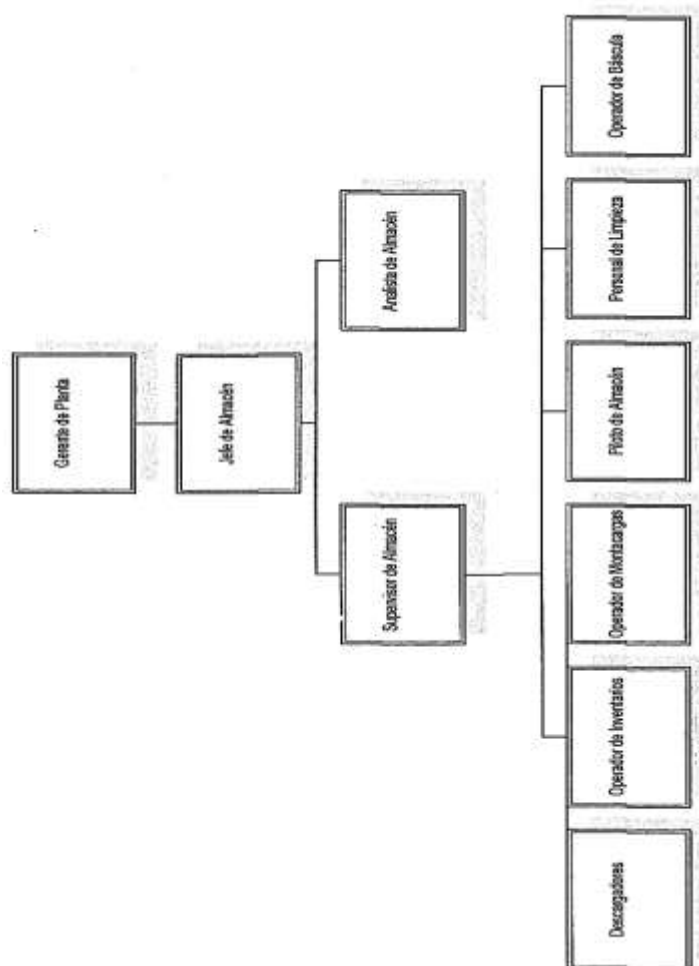 Gerente de Planta
Jefe de Almacén
Supervisor de Almacén
Analista de Almacén
Descargadores
Operador de Inventarios
Operador de Montacargas
Piloto de Almacén
Personal de Limpieza
Operador de Báscula